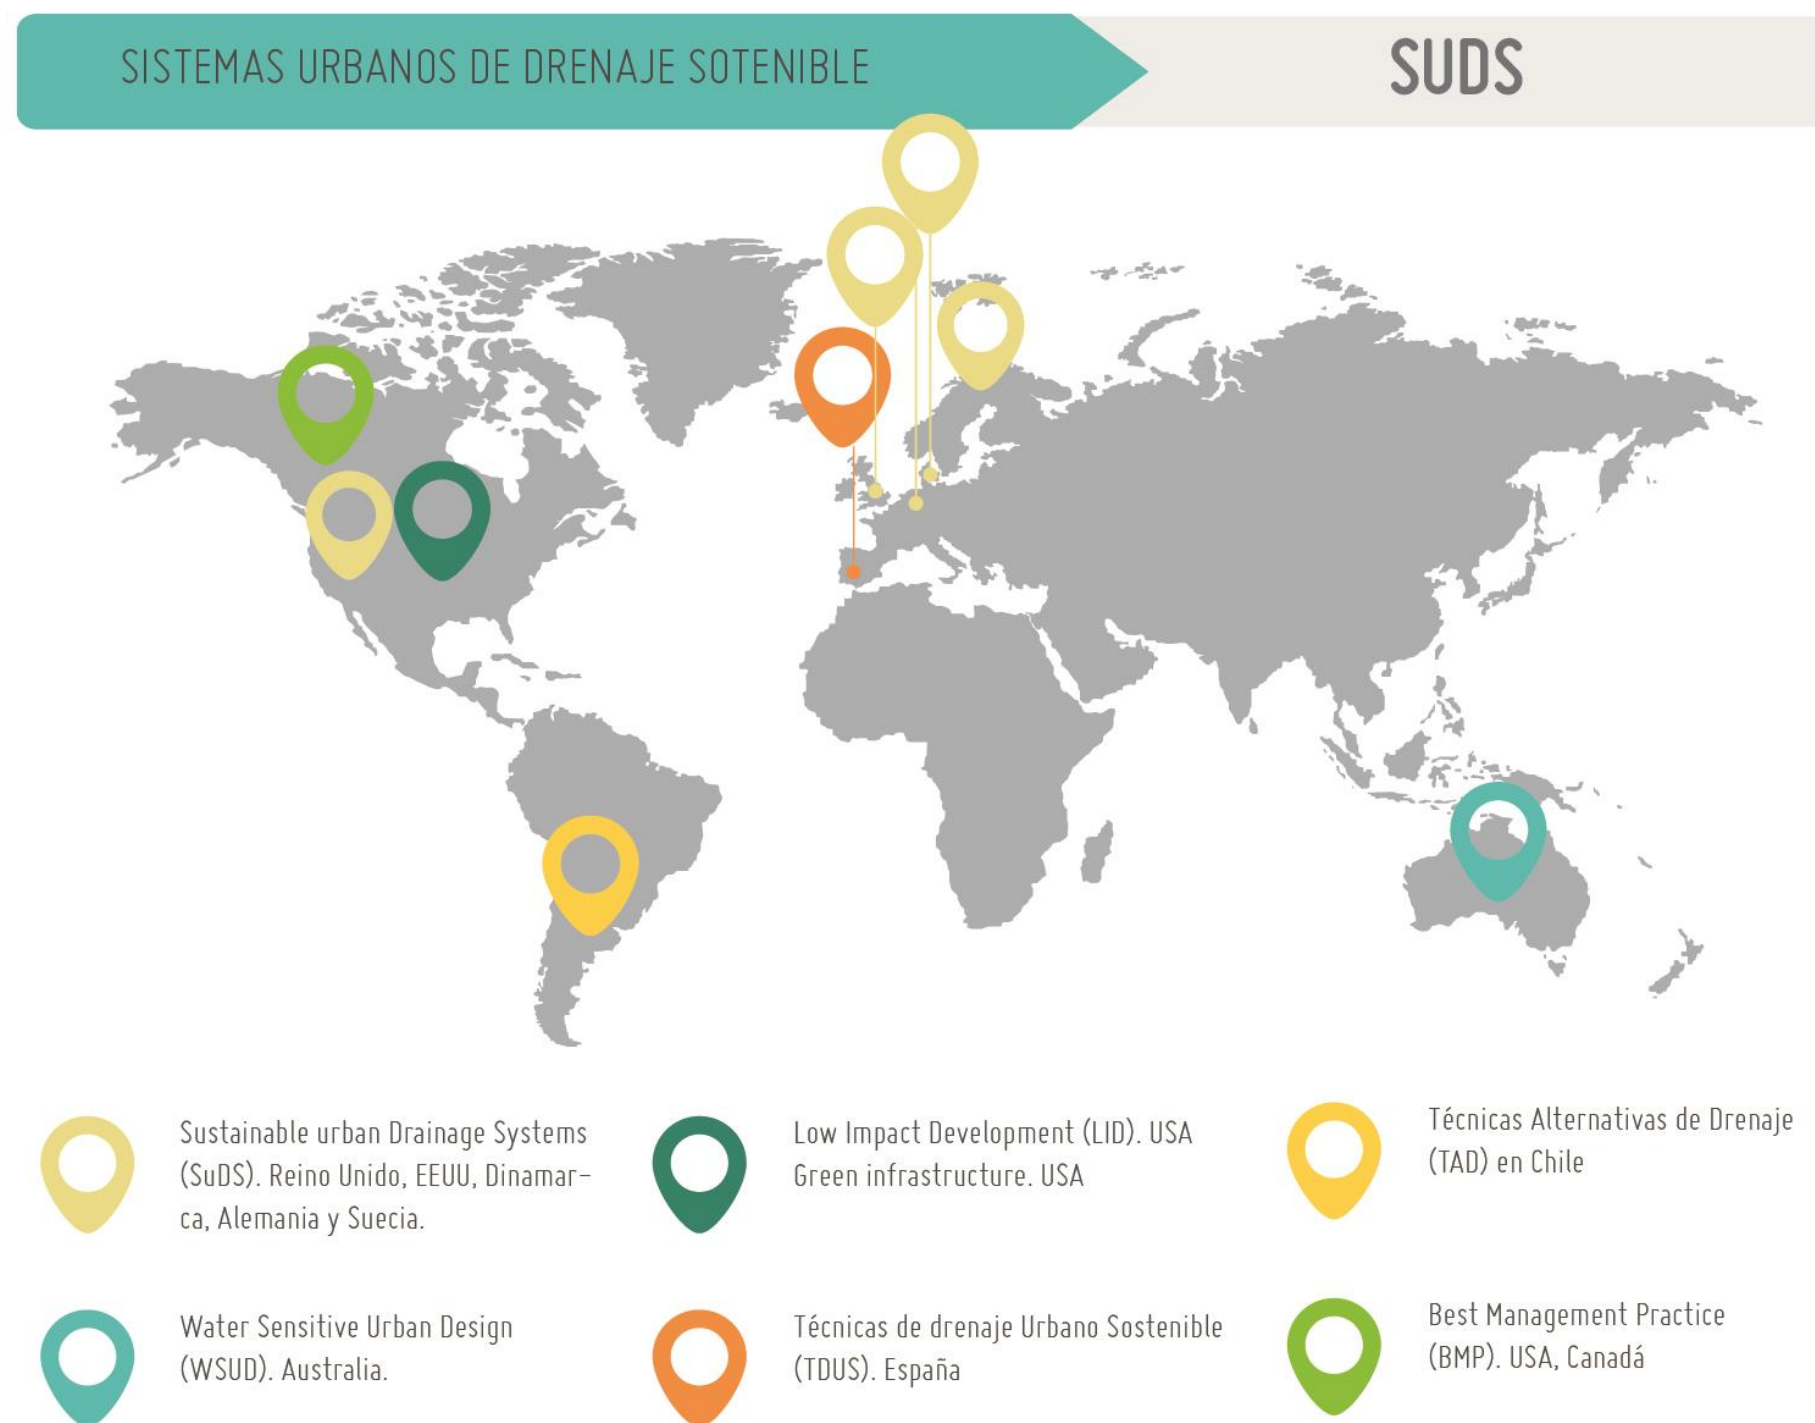 SISTEMAS URBANOS DE DRENAJE SOTENIBLE
SUDS
Sustainable urban Drainage Systems
(SuDS). Reino Unido, EEUU, Dinamar-
ca, Alemania y Suecia.
Low Impact Development (LID). USA
Green infrastructure. USA
Técnicas Alternativas de Drenaje
(TAD) en Chile
Water Sensitive Urban Design
(WSUD). Australia.
Técnicas de drenaje Urbano Sostenible
(TDUS). España
Best Management Practice
(BMP). USA, Canadá